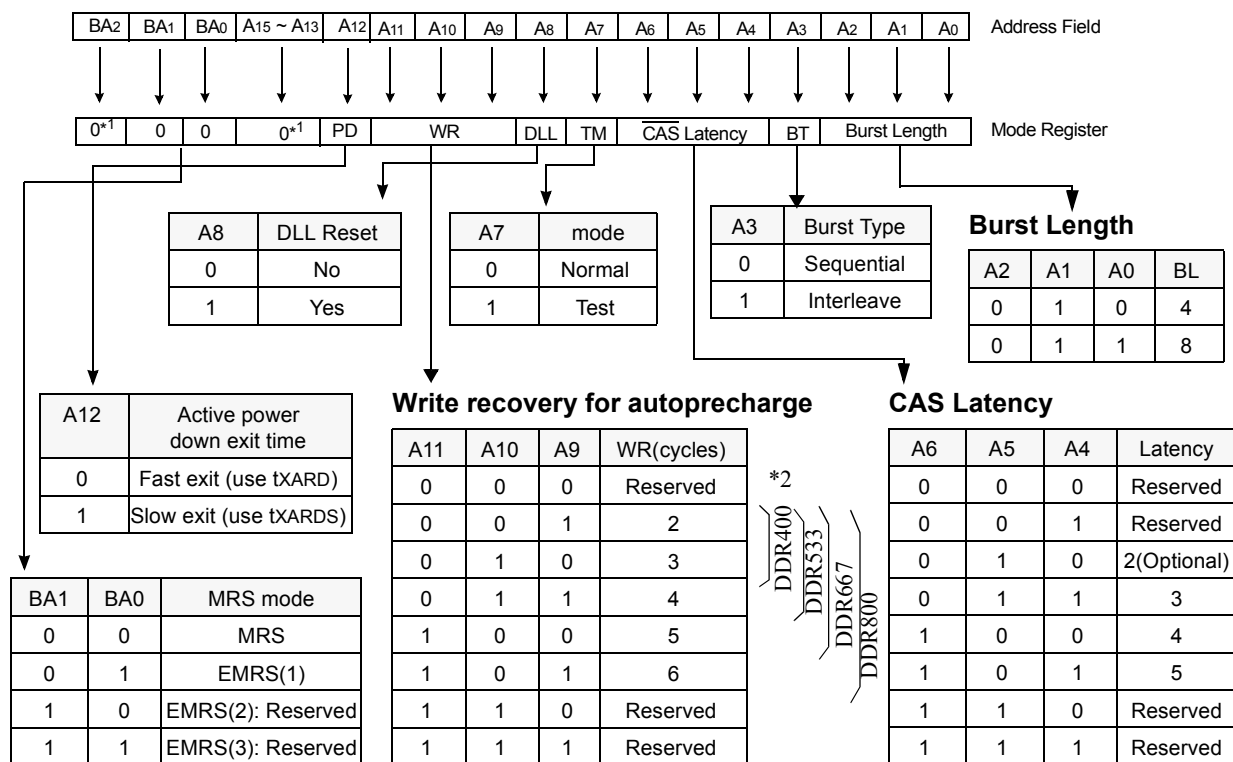 BA2 BA1 BA0 A15 ~ A13 A12 A11 A10 A9 A8 A7 A6 A5 A4 A3 A2 A1 A0 Address Field
0*1 0 0 0*1 PD WR DLL TM CAS Latency BT Burst Length Mode Register
A8 DLL Reset
0 No
1 Yes
A7 mode
0 Normal
1 Test
A3 Burst Type
0 Sequential
1 Interleave
Burst Length
A2 A1 A0 BL
0 1 0 4
0 1 1 8
A12 Active power
down exit time
0 Fast exit (use tXARD)
1 Slow exit (use tXARDS)
BA1 BA0 MRS mode
0 0 MRS
0 1 EMRS(1)
1 0 EMRS(2): Reserved
1 1 EMRS(3): Reserved
Write recovery for autoprecharge
A11 A10 A9 WR(cycles)
0 0 0 Reserved
0 0 1 2
0 1 0 3
0 1 1 4
1 0 0 5
1 0 1 6
1 1 0 Reserved
1 1 1 Reserved
*2
DDR400
DDR533
DDR667
DDR800
CAS Latency
A6 A5 A4 Latency
0 0 0 Reserved
0 0 1 Reserved
0 1 0 2(Optional)
0 1 1 3
1 0 0 4
1 0 1 5
1 1 0 Reserved
1 1 1 Reserved